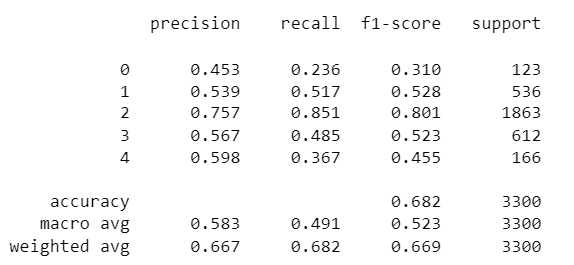 precision recall f1-score support
0 0.453 0.236 0.310 123
1 0.539 0.517 0.528 536
2 0.757 0.851 0.801 1863
3 0.567 0.485 0.523 612
4 0.598 0.367 0.455 166
accuracy 0.682 3300
macro avg 0.583 0.491 0.523 3300
weighted avg 0.667 0.682 0.669 3300